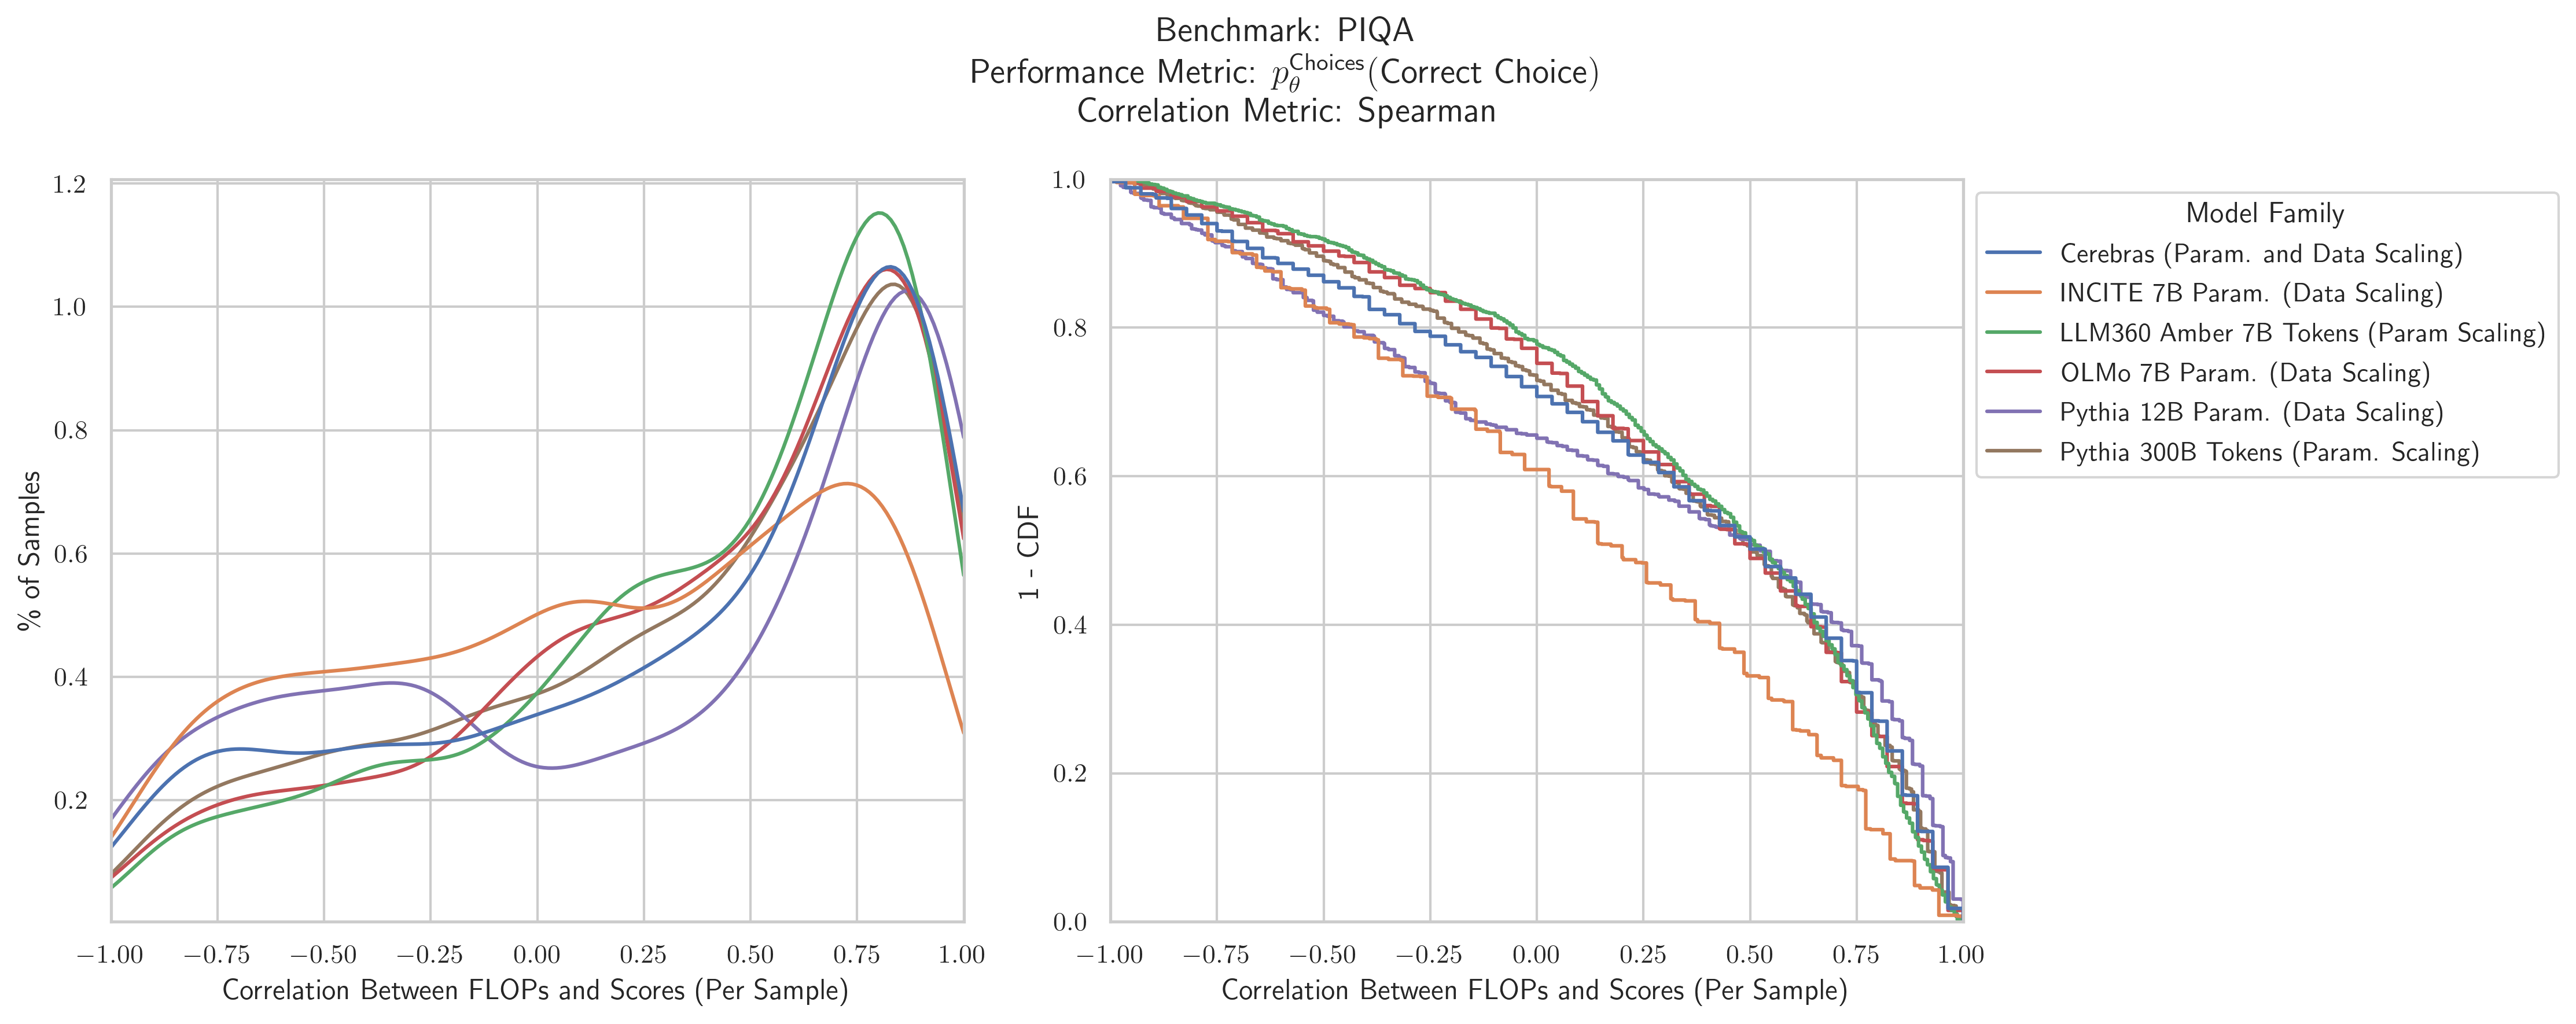 Benchmark: PIQA
Performance Metric: $p_{\theta}^{\text{Choices}}$(Correct Choice)
Correlation Metric: Spearman
1.2
1.0
0.8
0.6
0.4
0.2
% of Samples
−1.00 −0.75 −0.50 −0.25 0.00 0.25 0.50 0.75 1.00
Correlation Between FLOPs and Scores (Per Sample)
1.0
0.8
0.6
0.4
0.2
0.0
1 - CDF
−1.00 −0.75 −0.50 −0.25 0.00 0.25 0.50 0.75 1.00
Correlation Between FLOPs and Scores (Per Sample)
Model Family
Cerebras (Param. and Data Scaling)
INCITE 7B Param. (Data Scaling)
LLM360 Amber 7B Tokens (Param Scaling)
OLMo 7B Param. (Data Scaling)
Pythia 12B Param. (Data Scaling)
Pythia 300B Tokens (Param. Scaling)